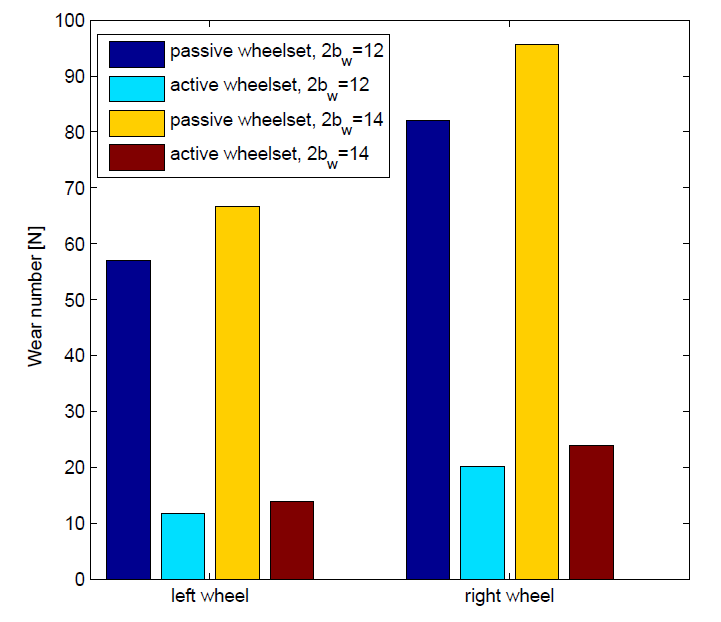 100
90
80
70
60
50
40
30
20
10
0
Wear number [N]
passive wheelset, 2b_w=12
active wheelset, 2b_w=12
passive wheelset, 2b_w=14
active wheelset, 2b_w=14
left wheel
right wheel